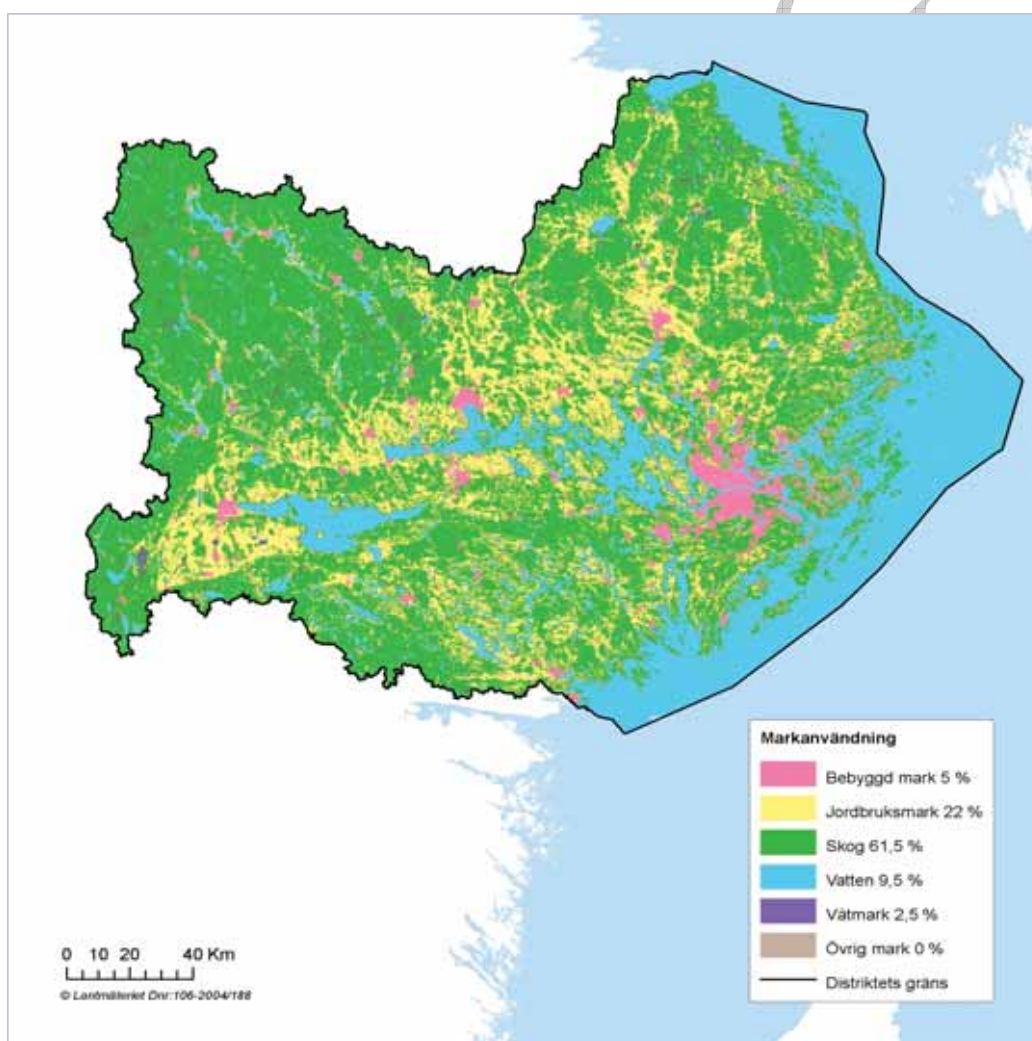 Markanvändning
Bebyggd mark 5 %
Jordbruksmark 22 %
Skog 61,5 %
Vatten 9,5 %
Våtmark 2,5 %
Övrig mark 0 %
Distriktets gräns
0 10 20 40 Km
© Lantmäteriet Dnr:106-2004/188